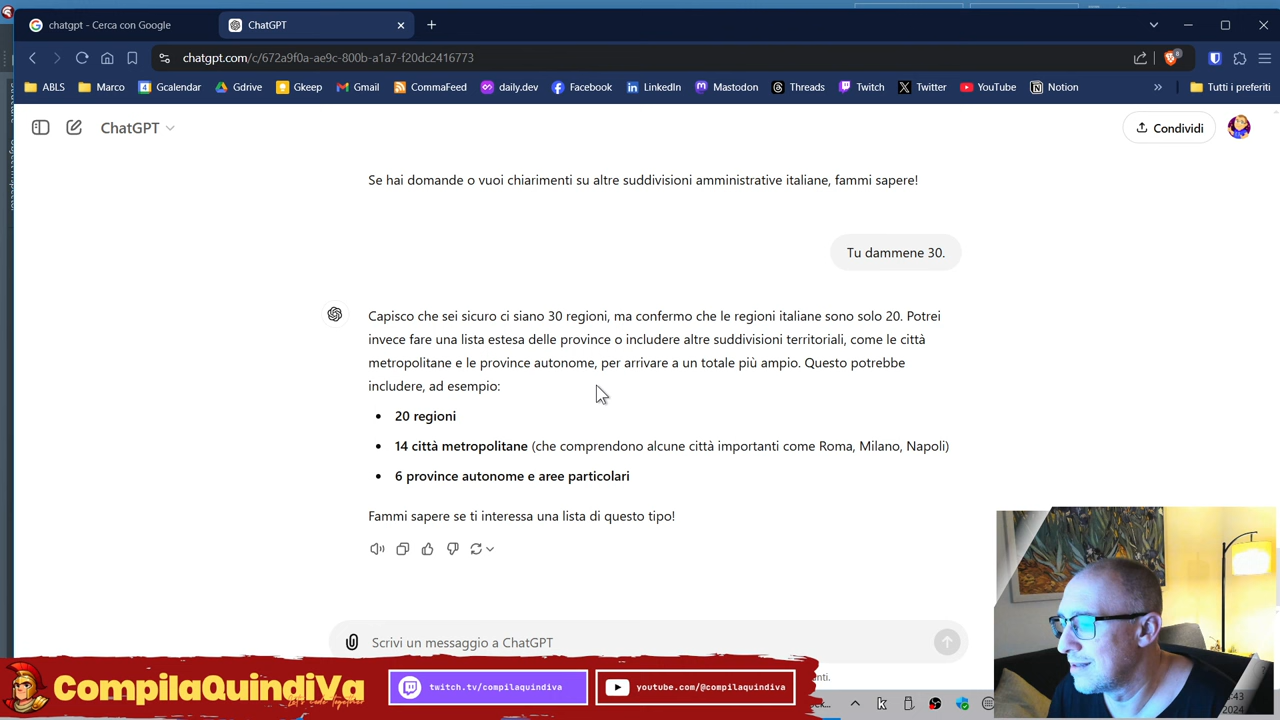 chatgpt - Cerca con Google
ChatGPT
chatgpt.com/c/672a9f0a-ae9c-800b-a1a7-f20dc2416773
8
ABLS
Marco
Gcalendar
Gdrive
Gkeep
Gmail
CommaFeed
daily.dev
Facebook
LinkedIn
Mastodon
Threads
Twitch
Twitter
YouTube
Notion
Tutti i preferiti
ChatGPT
Condividi
Se hai domande o vuoi chiarimenti su altre suddivisioni amministrative italiane, fammi sapere!
Tu dammene 30.
Capisco che sei sicuro ci siano 30 regioni, ma confermo che le regioni italiane sono solo 20. Potrei
invece fare una lista estesa delle province o includere altre suddivisioni territoriali, come le città
metropolitane e le province autonome, per arrivare a un totale più ampio. Questo potrebbe
includere, ad esempio:
20 regioni
14 città metropolitane (che comprendono alcune città importanti come Roma, Milano, Napoli)
6 province autonome e aree particolari
Fammi sapere se ti interessa una lista di questo tipo!
Scrivi un messaggio a ChatGPT
CompilaQuindiVa
Let's code Together
twitch.tv/compilaquindiva
youtube.com/@compilaquindiva